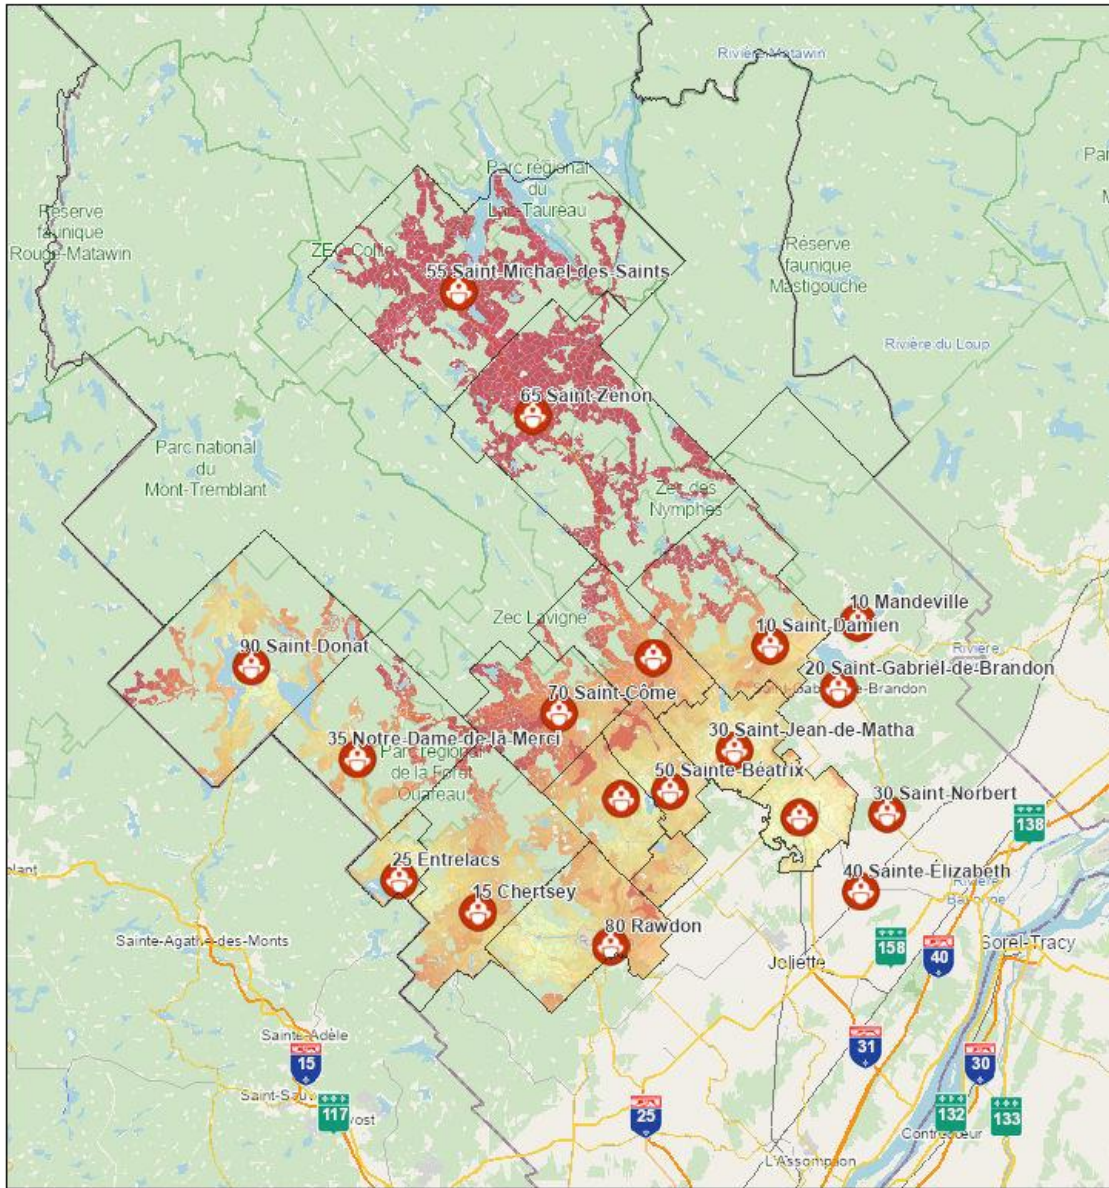 Rivière Matawin
Parc régional
du
Lac Taureau
Réserve
faunique
Rouge-Matawin
ZEC Collin
Réserve
faunique
Mastigouche
55 Saint-Michael-des-Saints
Rivière du Loup
65 Saint-Zénon
Parc national
du
Mont-Tremblant
Zec des
Nymphes
Zec Lavigne
10 Mandeville
10 Saint-Damien
90 Saint-Donat
Rivière
20 Saint-Gabriel-de-Brandon
70 Saint-Côme
30 Saint-Jean-de-Matha
35 Notre-Dame-de-la-Merci
Parc régional
de la Forêt
Ouareau
50 Sainte-Béatrix
30 Saint-Norbert
138
25 Entrelacs
40 Sainte-Élizabeth
15 Chertsey
80 Rawdon
Sainte-Agathe-des-Monts
158
Sorel-Tracy
Joliette
40
Sainte-Adèle
15
31
30
117
25
132
133
Contrecœur
L'Assomption